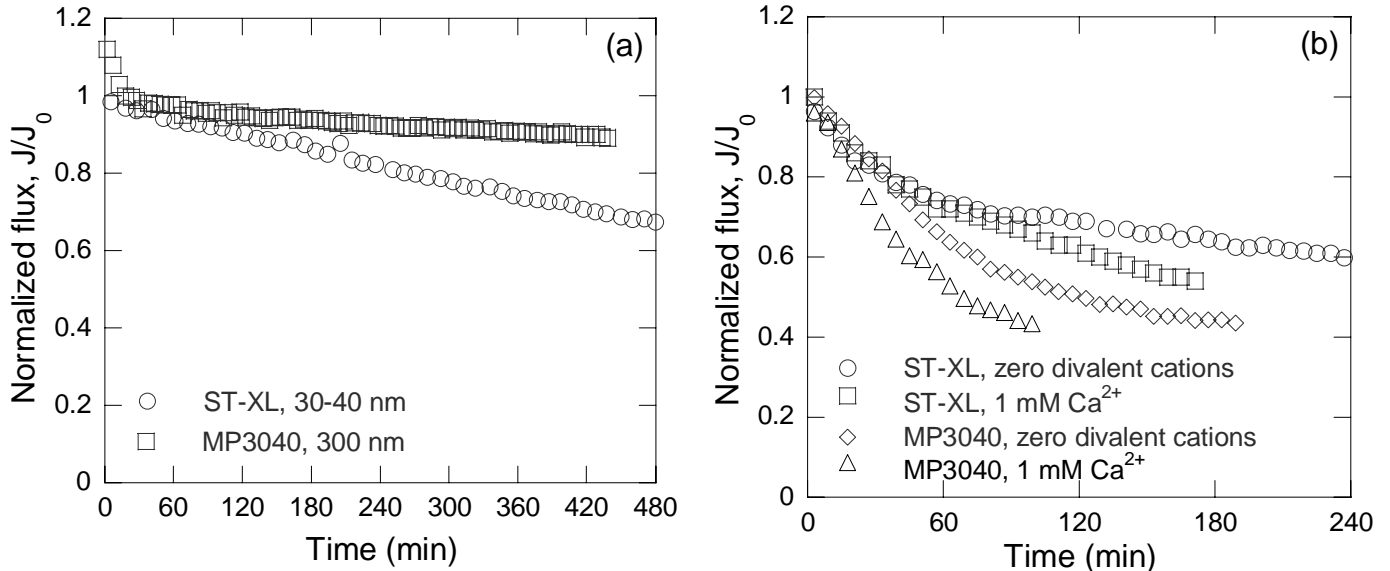 (a)
Normalized flux, J/J0
1.2
1
0.8
0.6
0.4
0.2
0
ST-XL, 30-40 nm
MP3040, 300 nm
0 60 120 180 240 300 360 420 480
Time (min)
(b)
Normalized flux, J/J0
1.2
1
0.8
0.6
0.4
0.2
0
ST-XL, zero divalent cations
ST-XL, 1 mM Ca2+
MP3040, zero divalent cations
MP3040, 1 mM Ca2+
0 60 120 180 240
Time (min)